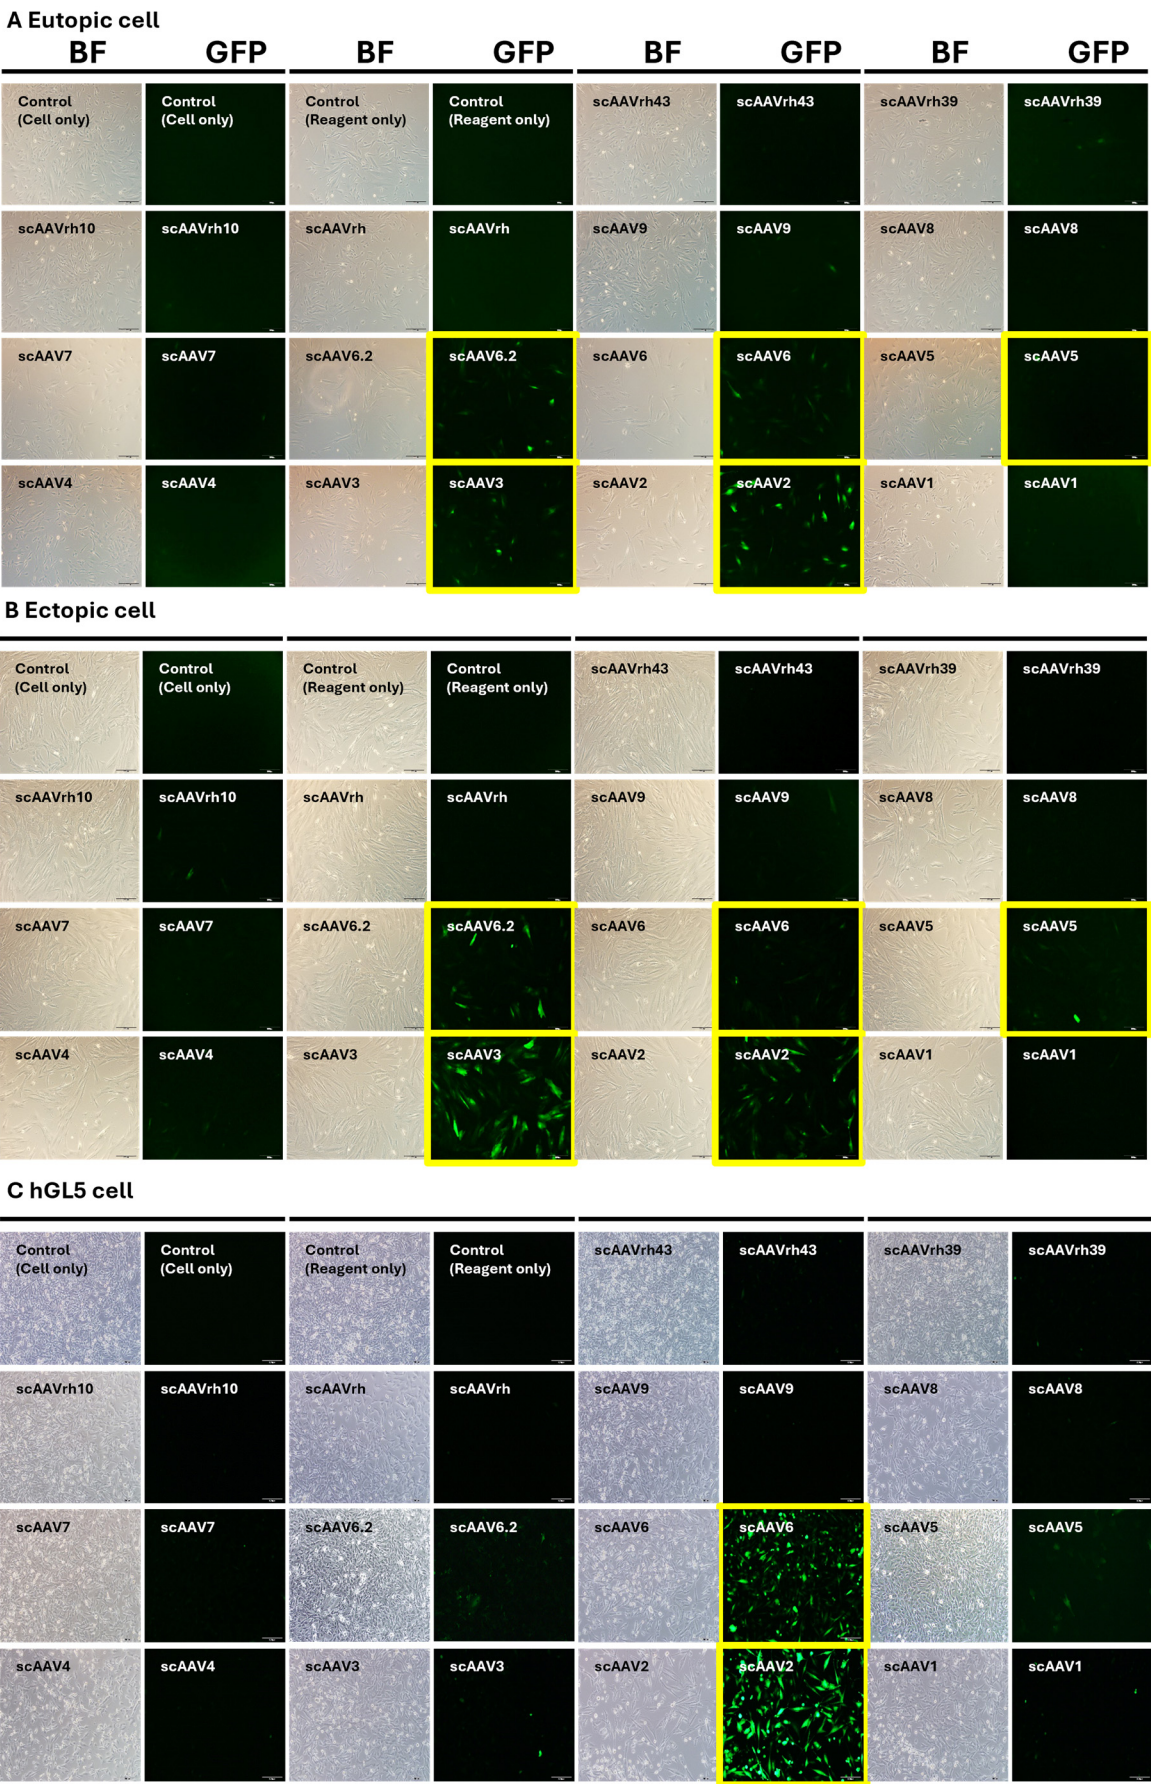 A Eutopic cell
BF GFP BF GFP BF GFP BF GFP
Control Control Control Control scAAVrh43 scAAVrh43 scAAVrh39 scAAVrh39
(Cell only) (Cell only) (Reagent only) (Reagent only)
scAAVrh10 scAAVrh10 scAAVrh scAAVrh scAAV9 scAAV9 scAAV8 scAAV8
scAAV7 scAAV7 scAAV6.2 scAAV6.2 scAAV6 scAAV6 scAAV5 scAAV5
scAAV4 scAAV4 scAAV3 scAAV3 scAAV2 scAAV2 scAAV1 scAAV1
B Ectopic cell
Control Control Control Control scAAVrh43 scAAVrh43 scAAVrh39 scAAVrh39
(Cell only) (Cell only) (Reagent only) (Reagent only)
scAAVrh10 scAAVrh10 scAAVrh scAAVrh scAAV9 scAAV9 scAAV8 scAAV8
scAAV7 scAAV7 scAAV6.2 scAAV6.2 scAAV6 scAAV6 scAAV5 scAAV5
scAAV4 scAAV4 scAAV3 scAAV3 scAAV2 scAAV2 scAAV1 scAAV1
C hGL5 cell
Control Control Control Control scAAVrh43 scAAVrh43 scAAVrh39 scAAVrh39
(Cell only) (Cell only) (Reagent only) (Reagent only)
scAAVrh10 scAAVrh10 scAAVrh scAAVrh scAAV9 scAAV9 scAAV8 scAAV8
scAAV7 scAAV7 scAAV6.2 scAAV6.2 scAAV6 scAAV6 scAAV5 scAAV5
scAAV4 scAAV4 scAAV3 scAAV3 scAAV2 scAAV2 scAAV1 scAAV1